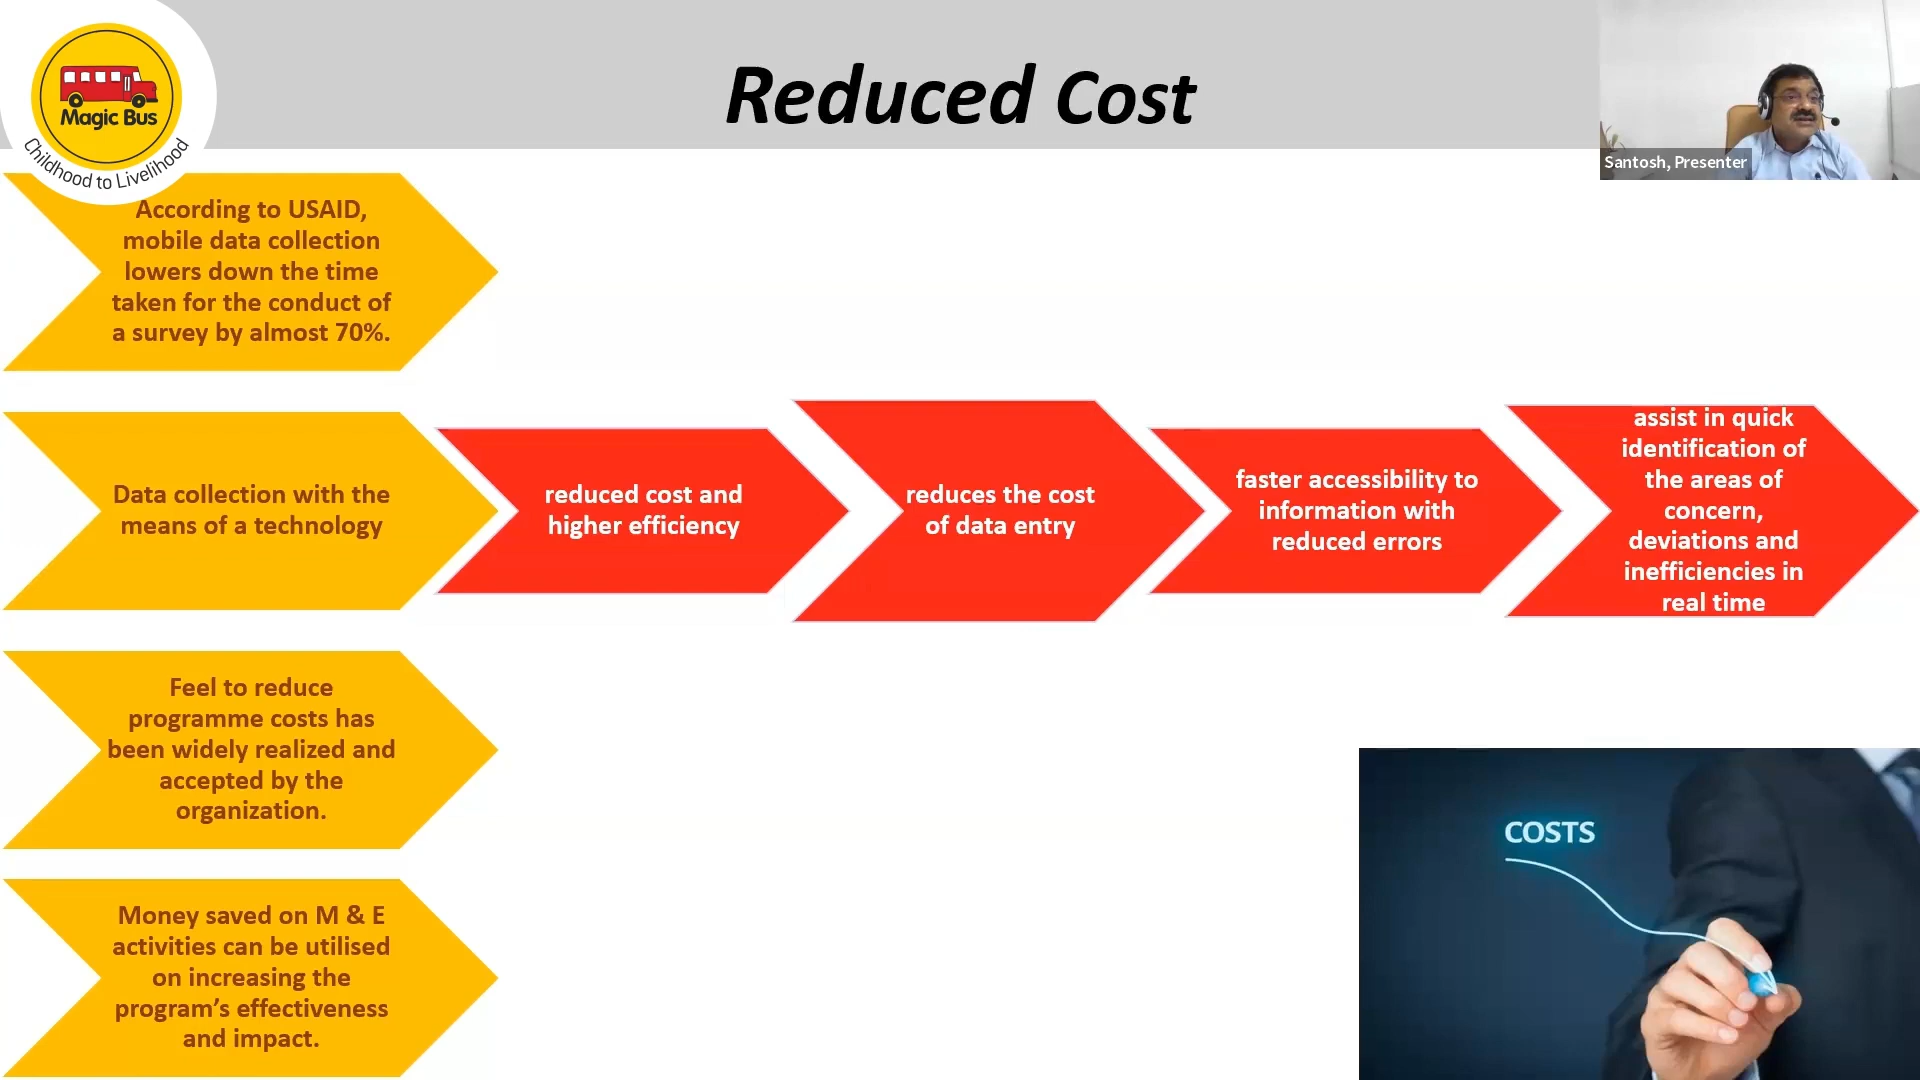 Reduced Cost
Magic Bus
Childhood to Livelihood
Santosh, Presenter
According to USAID,
mobile data collection
lowers down the time
taken for the conduct of
a survey by almost 70%.
Data collection with the
means of a technology
reduced cost and
higher efficiency
reduces the cost
of data entry
faster accessibility to
information with
reduced errors
assist in quick
identification of
the areas of
concern,
deviations and
inefficiencies in
real time
Feel to reduce
programme costs has
been widely realized and
accepted by the
organization.
Money saved on M & E
activities can be utilised
on increasing the
program’s effectiveness
and impact.
COSTS